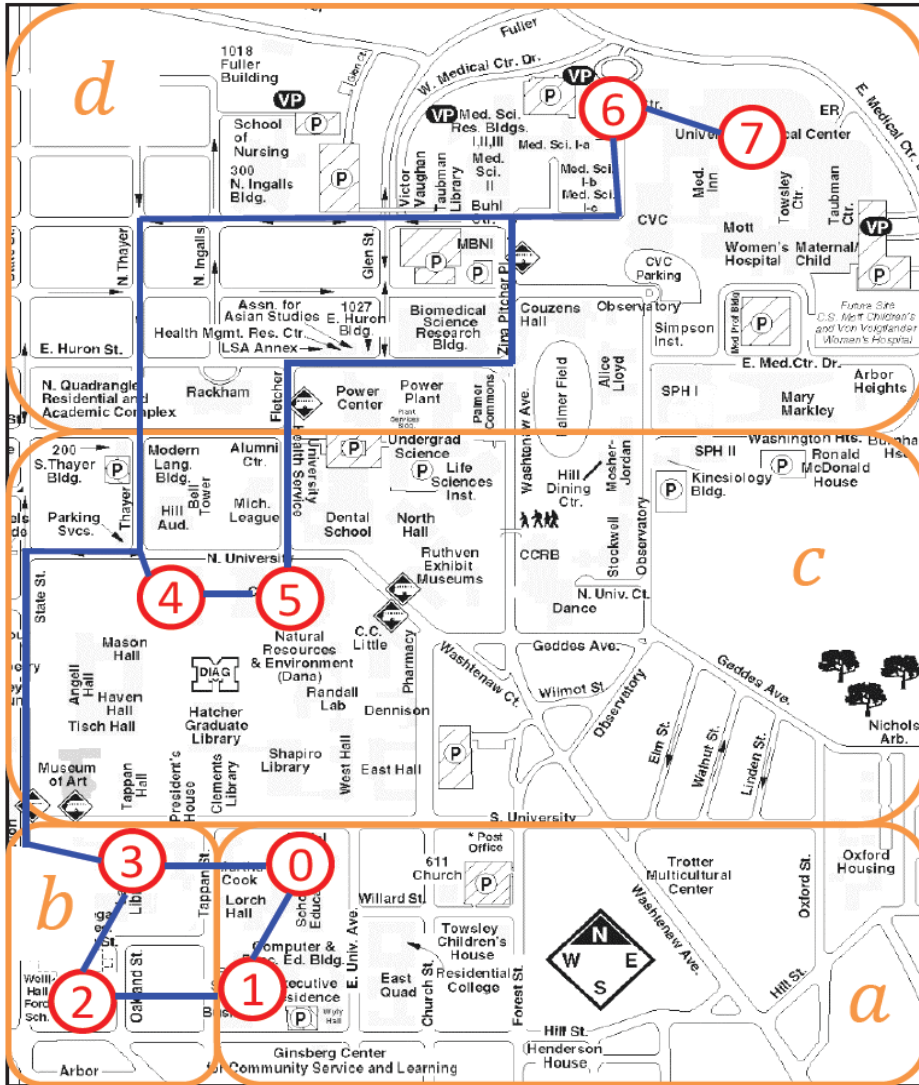 d
1018
Fuller
Building
Glen Ct.
Fuller
W. Medical Ctr. Dr.
E. Medical Ctr. Dr.
VP
VP
VP
VP
P
P
P
6
7
ER
School
of
Nursing
300
N. Ingalls
Bldg.
Med. Sci.
Res. Bldgs
I,II,III
Med.
Sci.
II
Buhl
Med. Sci. I-a
Med. Sci.
I-b
Med. Sci.
I-c
Victor
Vaughan
Taubman
Library
Med.
Inn
Towsley
Ctr.
Taubman
Ctr.
CVC
Mott
Women's
Hospital
Maternal/
Child
CVC
Parking
P
N. Thayer
N. Ingalls
Glen St.
MBNI
P
P
Zina Pitcher Pl.
Assn. for
Asian Studies
Health Mgmt. Res. Ctr.
LSA Annex
1027
E. Huron
Bldg.
Biomedical
Science
Research
Bldg.
Couzens
Hall
Observatory
Simpson
Inst.
Med Prof Bldg
P
Future Site
C.S. Mott Children's
and Von Voigtlander
Women's Hospital
E. Huron St.
E. Med.Ctr. Dr.
N. Quadrangle
Residential and
Academic Complex
Rackham
Fletcher
Power
Center
Power
Plant
Plant
Services
Bldg.
Palmer
Commons
Washtenaw Ave.
Palmer Field
Alice
Lloyd
SPH I
Mary
Markley
Arbor
Heights
200
S.Thayer
Bldg.
P
Modern
Lang.
Bldg.
Bell
Tower
Hill
Aud.
Alumni
Ctr.
Mich.
League
Health Service
University
P
Undergrad
Science
P
Life
Sciences
Inst.
Hill
Dining
Ctr.
Mosher-
Jordan
SPH II
Washington Hts.
Ronald
McDonald
House
P
P
Kinesiology
Bldg.
Parking
Svcs.
Thayer
Dental
School
North
Hall
CCRB
Stockwell
Observatory
c
N. University
Ruthven
Exhibit
Museums
N. Univ. Ct.
Dance
4
5
State St.
Mason
Hall
Angell
Hall
Haven
Hall
Tisch Hall
DIAG
M
Hatcher
Graduate
Library
Natural
Resources
& Environment
(Dana)
Randall
Lab
C.C.
Little
Pharmacy
Dennison
Washtenaw Ct.
Geddes Ave.
Wilmot St.
Observatory
Geddes Ave.
Elm St.
Walnut St.
Linden St.
Nichols
Arb.
Museum
of Art
Tappan
Hall
President's
House
Clements
Library
Shapiro
Library
West Hall
East Hall
P
S. University
b
3
0
Tappan St.
Cook
Lorch
Hall
611
Church
* Post
Office
P
Willard St.
Trotter
Multicultural
Center
Oxford St.
Oxford
Housing
Washtenaw Ave.
Computer &
Ed. Bldg.
E. Univ. Ave.
East
Quad
Church St.
Towsley
Children's
House
Residential
College
Forest St.
N
W
E
S
Hill St.
a
2
1
Hall
Ford
Sch.
Oakland St.
P
Arbor
Ginsberg Center
for Community Service and Learning
Hill St.
Henderson
House